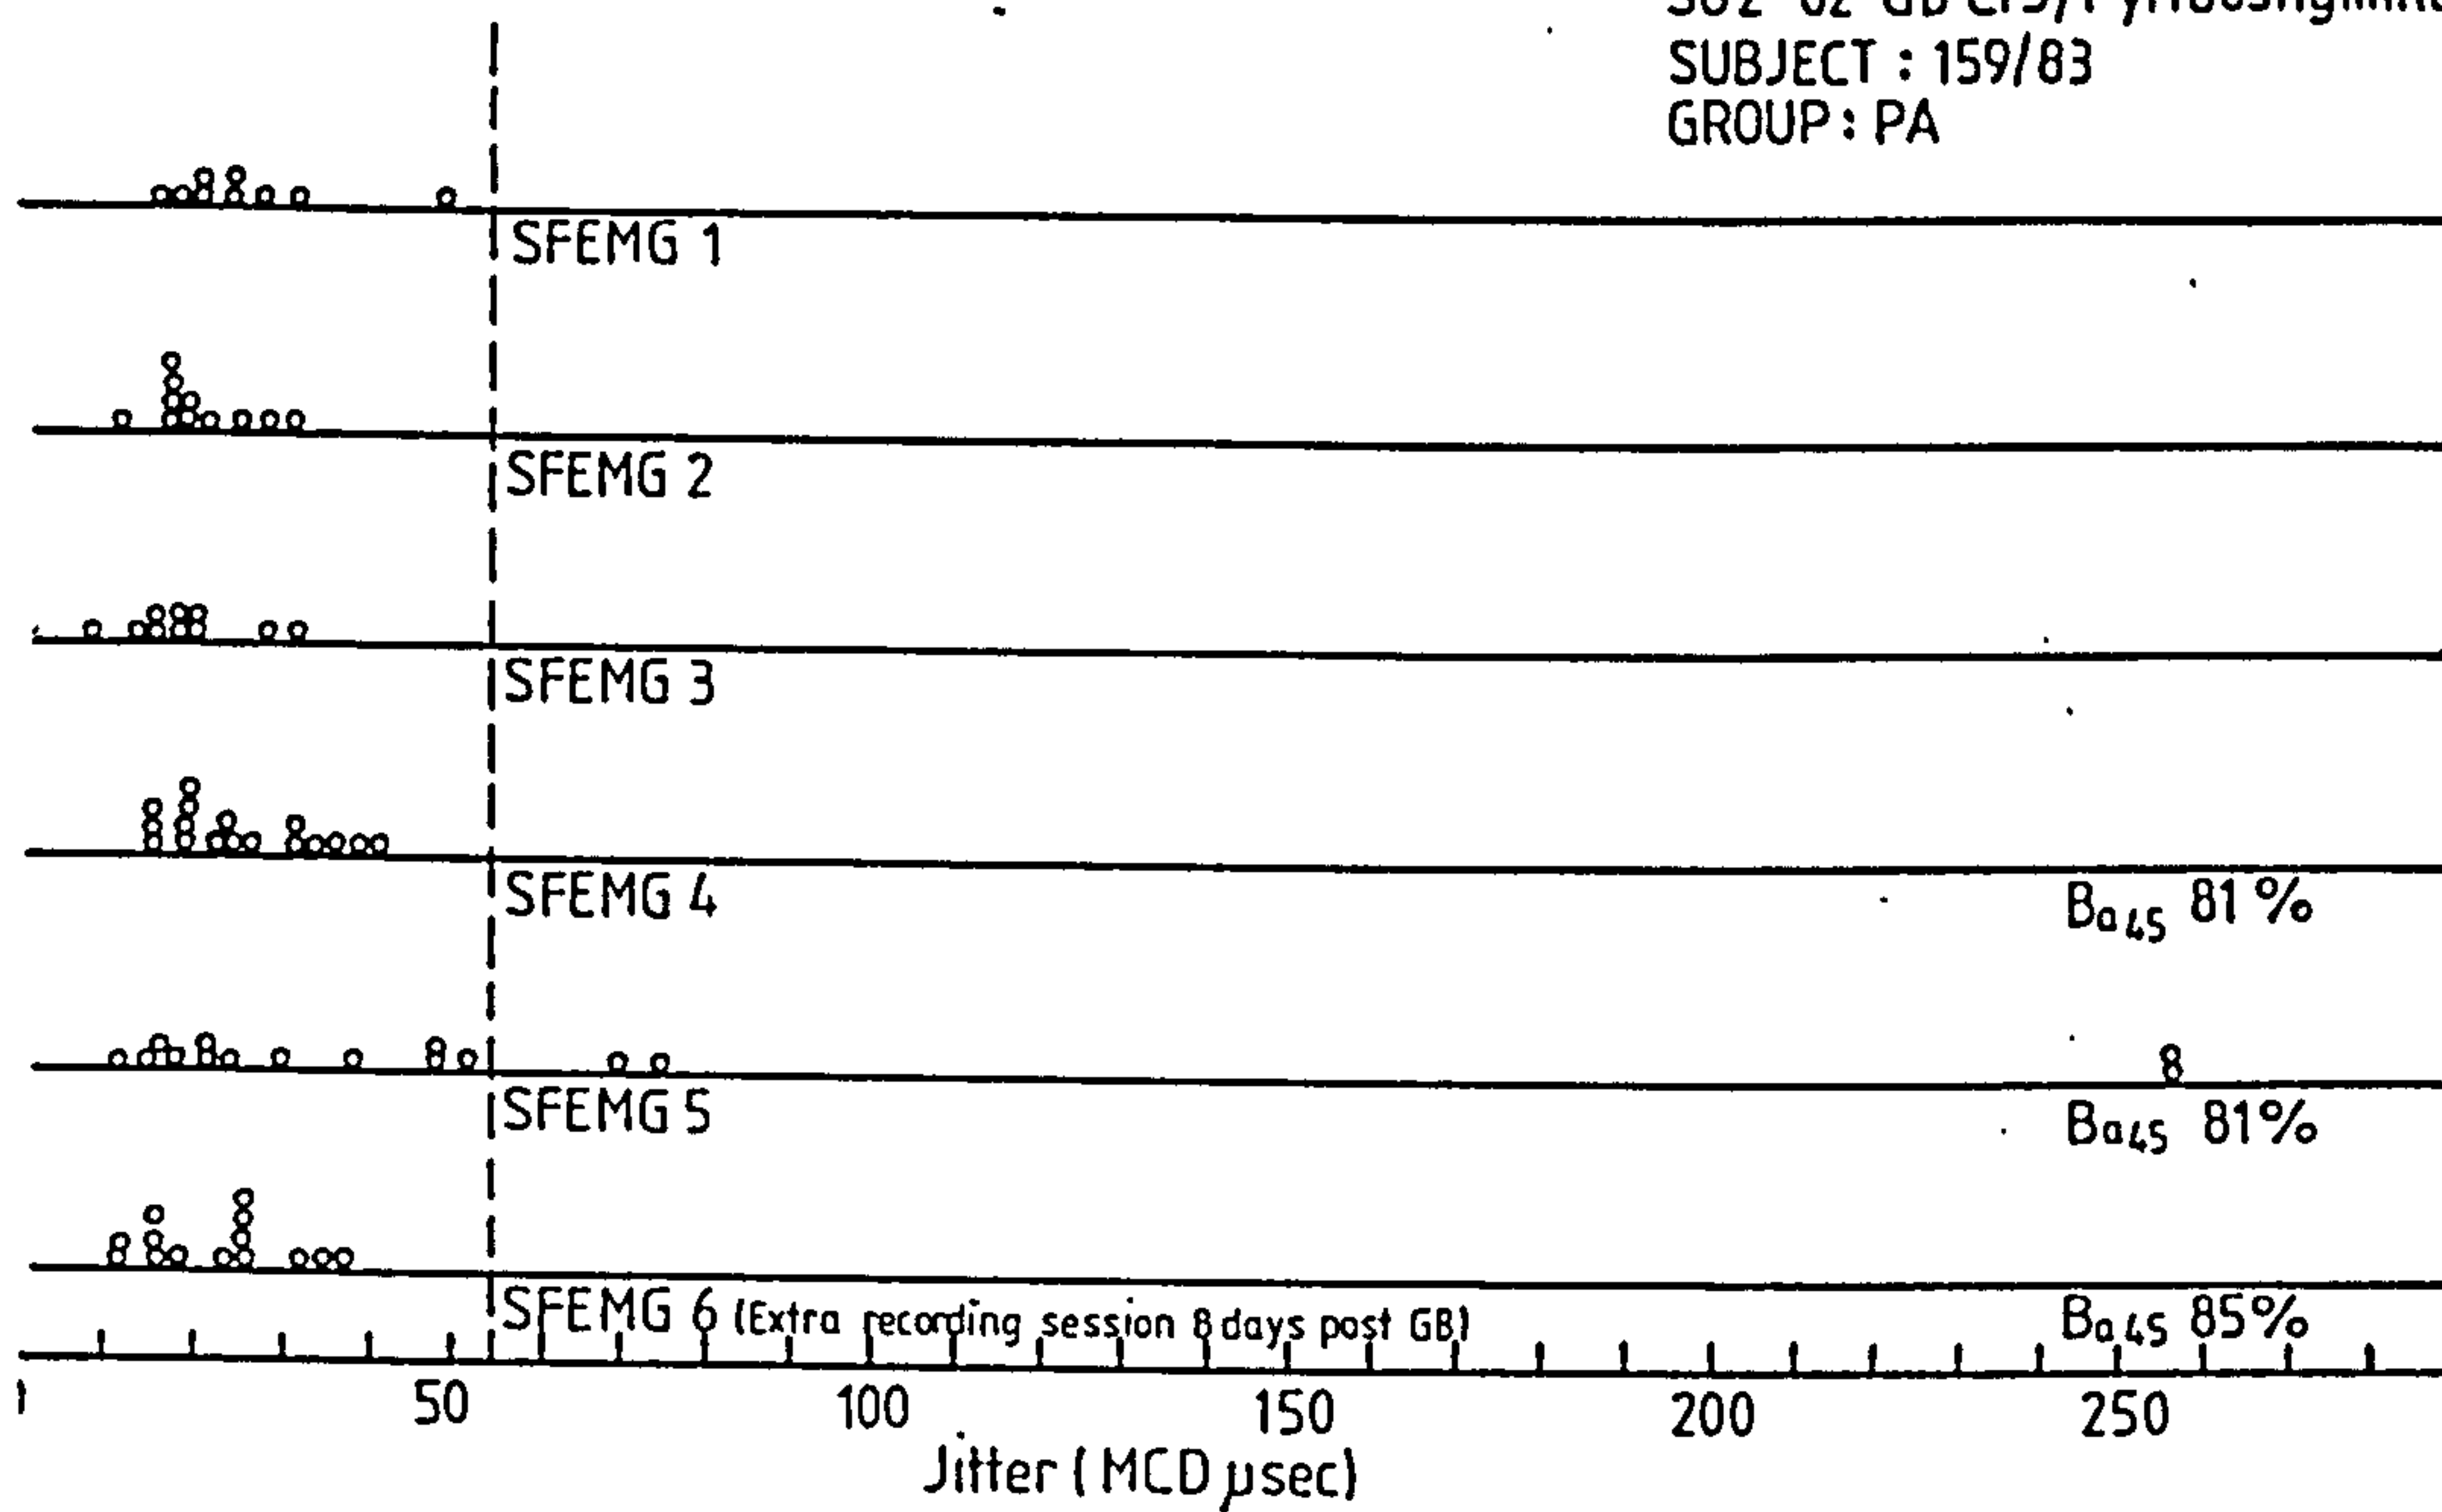 SUBJECT : 159/83
GROUP : PA
SFEMG 1
SFEMG 2
SFEMG 3
SFEMG 4
Ba45 81%
SFEMG 5
Ba45 81%
SFEMG 6 (Extra recording session 8 days post GB)
Ba45 85%
1 50 100 150 200 250
Jitter (MCD µsec)